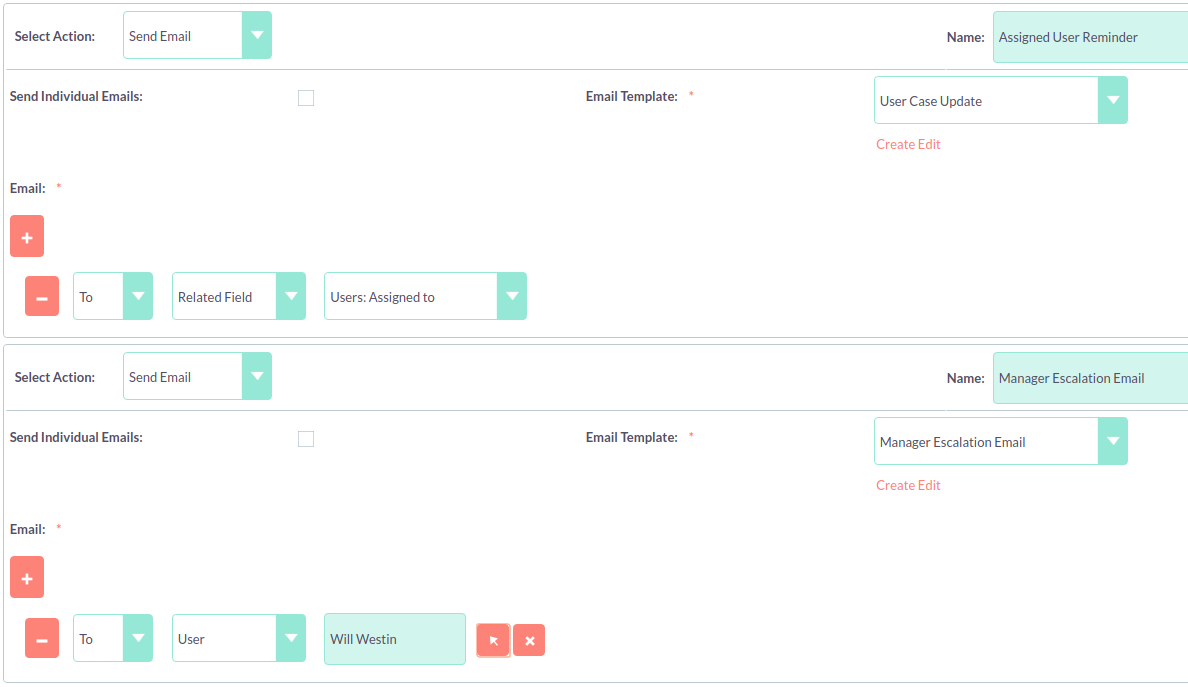 Select Action: Send Email Name: Assigned User Reminder
Send Individual Emails: Email Template: * User Case Update
Create Edit
Email: *
+
− To Related Field Users: Assigned to
Select Action: Send Email Name: Manager Escalation Email
Send Individual Emails: Email Template: * Manager Escalation Email
Create Edit
Email: *
+
− To User Will Westin